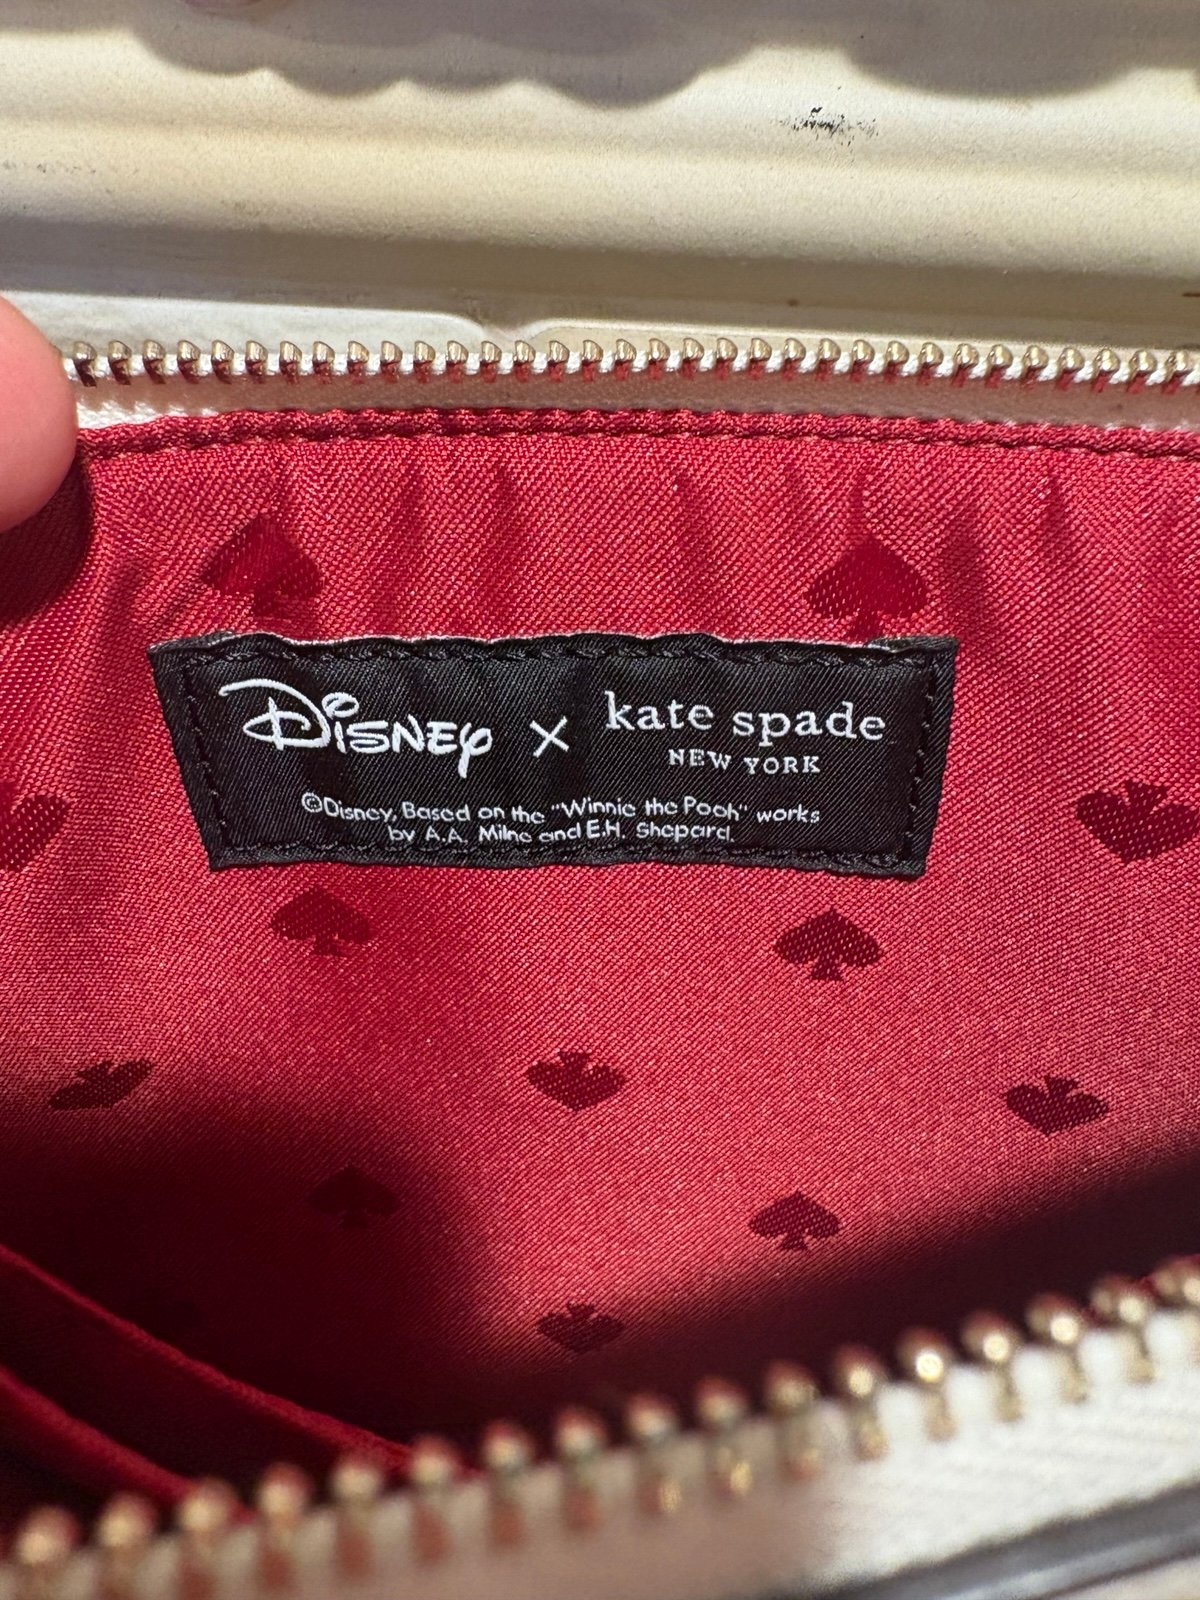 Disney × kate spade
NEW YORK
©Disney, Based on the "Winnie the Pooh" works
by A.A. Milne and E.H. Shepard.